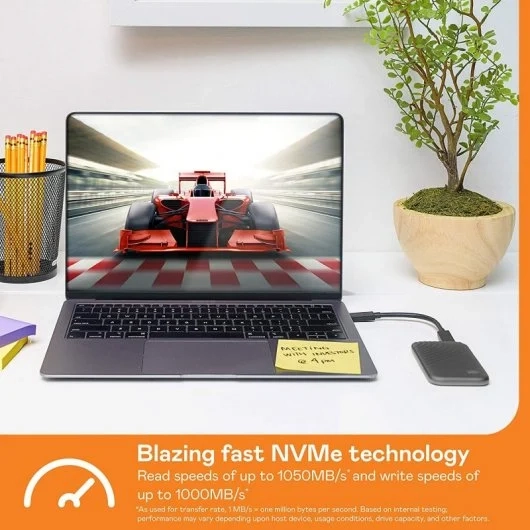 MEETING
WITH INVESTORS
@ 4 pm
Blazing fast NVMe technology
Read speeds of up to 1050MB/s* and write speeds of
up to 1000MB/s*
*As used for transfer rate, 1 MB/s = one million bytes per second. Based on internal testing;
performance may vary depending upon host device, usage conditions, drive capacity, and other factors.